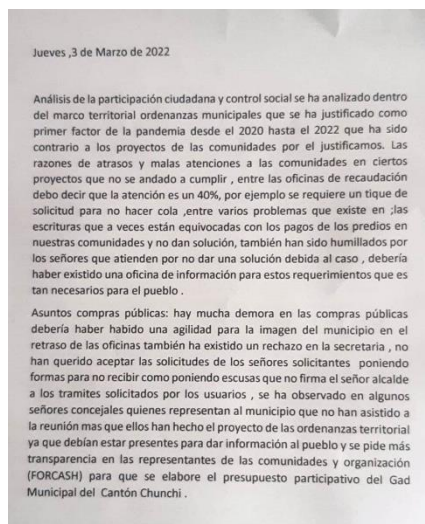 Jueves ,3 de Marzo de 2022
Análisis de la participación ciudadana y control social se ha analizado dentro
del marco territorial ordenanzas municipales que se ha justificado como
primer factor de la pandemia desde el 2020 hasta el 2022 que ha sido
contrario a los proyectos de las comunidades por el justificamos. Las
razones de atrasos y malas atenciones a las comunidades en ciertos
proyectos que no se andado a cumplir , entre las oficinas de recaudación
debo decir que la atención es un 40%, por ejemplo se requiere un tique de
solicitud para no hacer cola ,entre varios problemas que existe en ;las
escrituras que a veces están equivocadas con los pagos de los predios en
nuestras comunidades y no dan solución, también han sido humillados por
los señores que atienden por no dar una solución debida al caso , debería
haber existido una oficina de información para estos requerimientos que es
tan necesarios para el pueblo .
Asuntos compras públicas: hay mucha demora en las compras públicas
debería haber habido una agilidad para la imagen del municipio en el
retraso de las oficinas también ha existido un rechazo en la secretaria , no
han querido aceptar las solicitudes de los señores solicitantes poniendo
formas para no recibir como poniendo escusas que no firma el señor alcalde
a los tramites solicitados por los usuarios , se ha observado en algunos
señores concejales quienes representan al municipio que no han asistido a
la reunión mas que ellos han hecho el proyecto de las ordenanzas territorial
ya que debían estar presentes para dar información al pueblo y se pide más
transparencia en las representantes de las comunidades y organización
(FORCASH) para que se elabore el presupuesto participativo del Gad
Municipal del Cantón Chunchi .